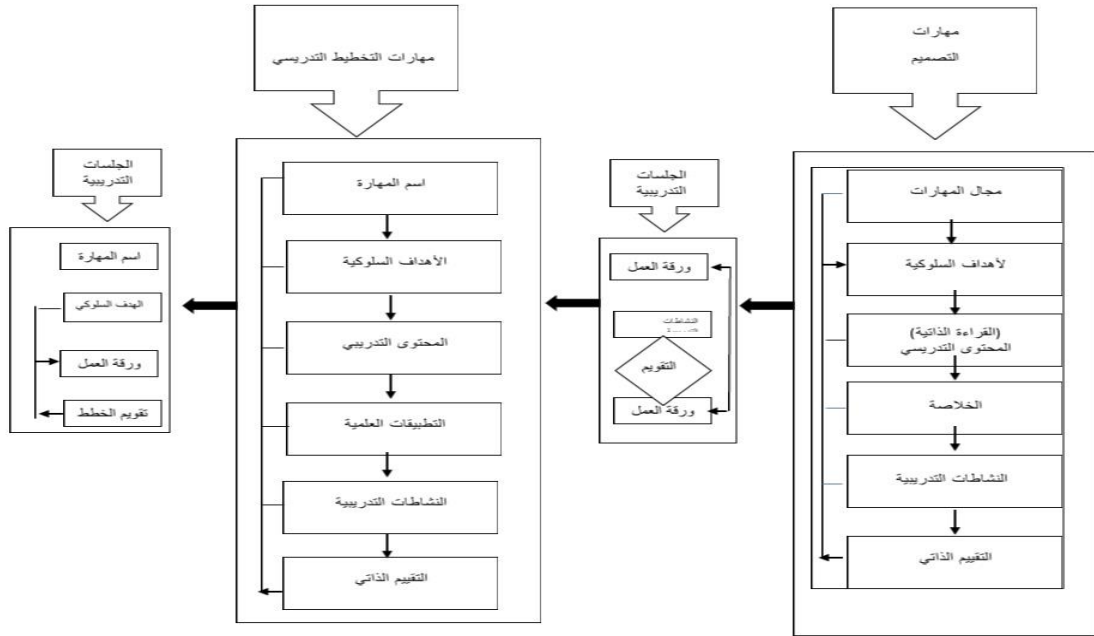 مهارات
التصميم
مجال المهارات
لأهداف السلوكية
(القراءة الذاتية)
المحتوى التدريسي
الخلاصة
النشاطات التدريبية
التقييم الذاتي
الجلسات
التدريبية
ورقة العمل
النشاطات
التقويم
ورقة العمل
مهارات التخطيط التدريسي
اسم المهارة
الأهداف السلوكية
المحتوى التدريبي
التطبيقات العلمية
النشاطات التدريبية
التقييم الذاتي
الجلسات
التدريبية
اسم المهارة
الهدف السلوكي
ورقة العمل
تقويم الخطط